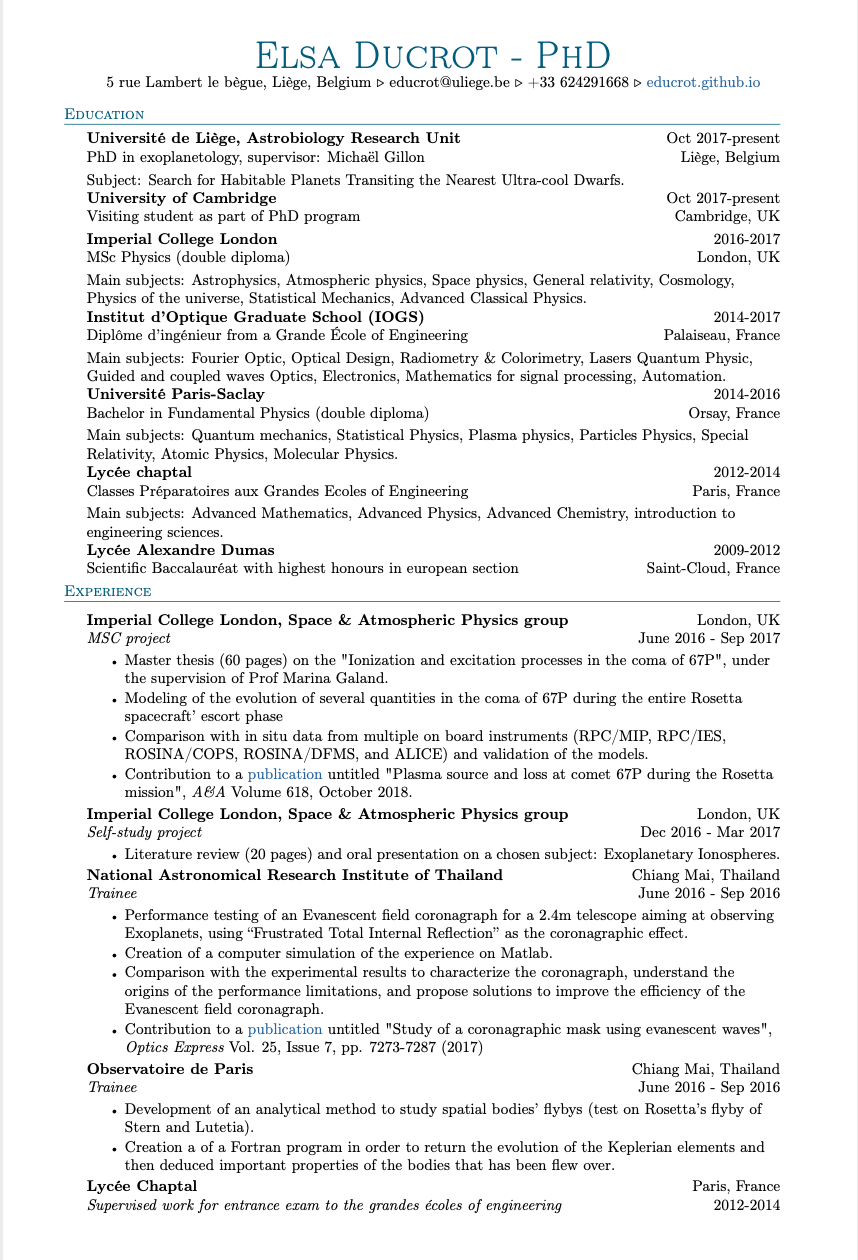 Elsa Ducrot - PhD
5 rue Lambert le bègue, Liège, Belgium ▷ educrot@uliege.be ▷ +33 624291668 ▷ educrot.github.io
Education
Université de Liège, Astrobiology Research Unit Oct 2017-present
PhD in exoplanetology, supervisor: Michaël Gillon Liège, Belgium
Subject: Search for Habitable Planets Transiting the Nearest Ultra-cool Dwarfs.
University of Cambridge Oct 2017-present
Visiting student as part of PhD program Cambridge, UK
Imperial College London 2016-2017
MSc Physics (double diploma) London, UK
Main subjects: Astrophysics, Atmospheric physics, Space physics, General relativity, Cosmology,
Physics of the universe, Statistical Mechanics, Advanced Classical Physics.
Institut d'Optique Graduate School (IOGS) 2014-2017
Diplôme d'ingénieur from a Grande École of Engineering Palaiseau, France
Main subjects: Fourier Optic, Optical Design, Radiometry & Colorimetry, Lasers Quantum Physic,
Guided and coupled waves Optics, Electronics, Mathematics for signal processing, Automation.
Université Paris-Saclay 2014-2016
Bachelor in Fundamental Physics (double diploma) Orsay, France
Main subjects: Quantum mechanics, Statistical Physics, Plasma physics, Particles Physics, Special
Relativity, Atomic Physics, Molecular Physics.
Lycée chaptal 2012-2014
Classes Préparatoires aux Grandes Ecoles of Engineering Paris, France
Main subjects: Advanced Mathematics, Advanced Physics, Advanced Chemistry, introduction to
engineering sciences.
Lycée Alexandre Dumas 2009-2012
Scientific Baccalauréat with highest honours in european section Saint-Cloud, France
Experience
Imperial College London, Space & Atmospheric Physics group London, UK
MSC project June 2016 - Sep 2017
• Master thesis (60 pages) on the "Ionization and excitation processes in the coma of 67P", under
the supervision of Prof Marina Galand.
• Modeling of the evolution of several quantities in the coma of 67P during the entire Rosetta
spacecraft' escort phase
• Comparison with in situ data from multiple on board instruments (RPC/MIP, RPC/IES,
ROSINA/COPS, ROSINA/DFMS, and ALICE) and validation of the models.
• Contribution to a publication untitled "Plasma source and loss at comet 67P during the Rosetta
mission", A&A Volume 618, October 2018.
Imperial College London, Space & Atmospheric Physics group London, UK
Self-study project Dec 2016 - Mar 2017
• Literature review (20 pages) and oral presentation on a chosen subject: Exoplanetary Ionospheres.
National Astronomical Research Institute of Thailand Chiang Mai, Thailand
Trainee June 2016 - Sep 2016
• Performance testing of an Evanescent field coronagraph for a 2.4m telescope aiming at observing
Exoplanets, using “Frustrated Total Internal Reflection” as the coronagraphic effect.
• Creation of a computer simulation of the experience on Matlab.
• Comparison with the experimental results to characterize the coronagraph, understand the
origins of the performance limitations, and propose solutions to improve the efficiency of the
Evanescent field coronagraph.
• Contribution to a publication untitled "Study of a coronagraphic mask using evanescent waves",
Optics Express Vol. 25, Issue 7, pp. 7273-7287 (2017)
Observatoire de Paris Chiang Mai, Thailand
Trainee June 2016 - Sep 2016
• Development of an analytical method to study spatial bodies' flybys (test on Rosetta's flyby of
Stern and Lutetia).
• Creation a of a Fortran program in order to return the evolution of the Keplerian elements and
then deduced important properties of the bodies that has been flew over.
Lycée Chaptal Paris, France
Supervised work for entrance exam to the grandes écoles of engineering 2012-2014